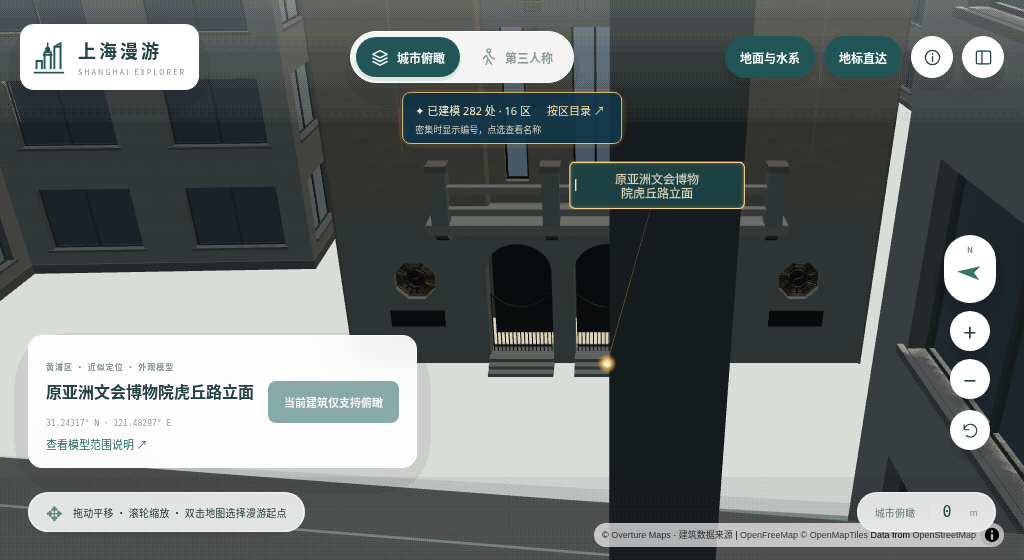 上海漫游
SHANGHAI EXPLORER
城市俯瞰
第三人称
地面与水系
地标直达
✦ 已建模 282 处 · 16 区 按区目录 ↗
密集时显示编号，点选查看名称
原亚洲文会博物
院虎丘路立面
N
黄浦区 · 近似定位 · 外观模型
原亚洲文会博物院虎丘路立面
当前建筑仅支持俯瞰
31.24317° N · 121.48297° E
查看模型范围说明 ↗
拖动平移 · 滚轮缩放 · 双击地图选择漫游起点
城市俯瞰 0 m
© Overture Maps · 建筑数据来源 | OpenFreeMap © OpenMapTiles Data from OpenStreetMap